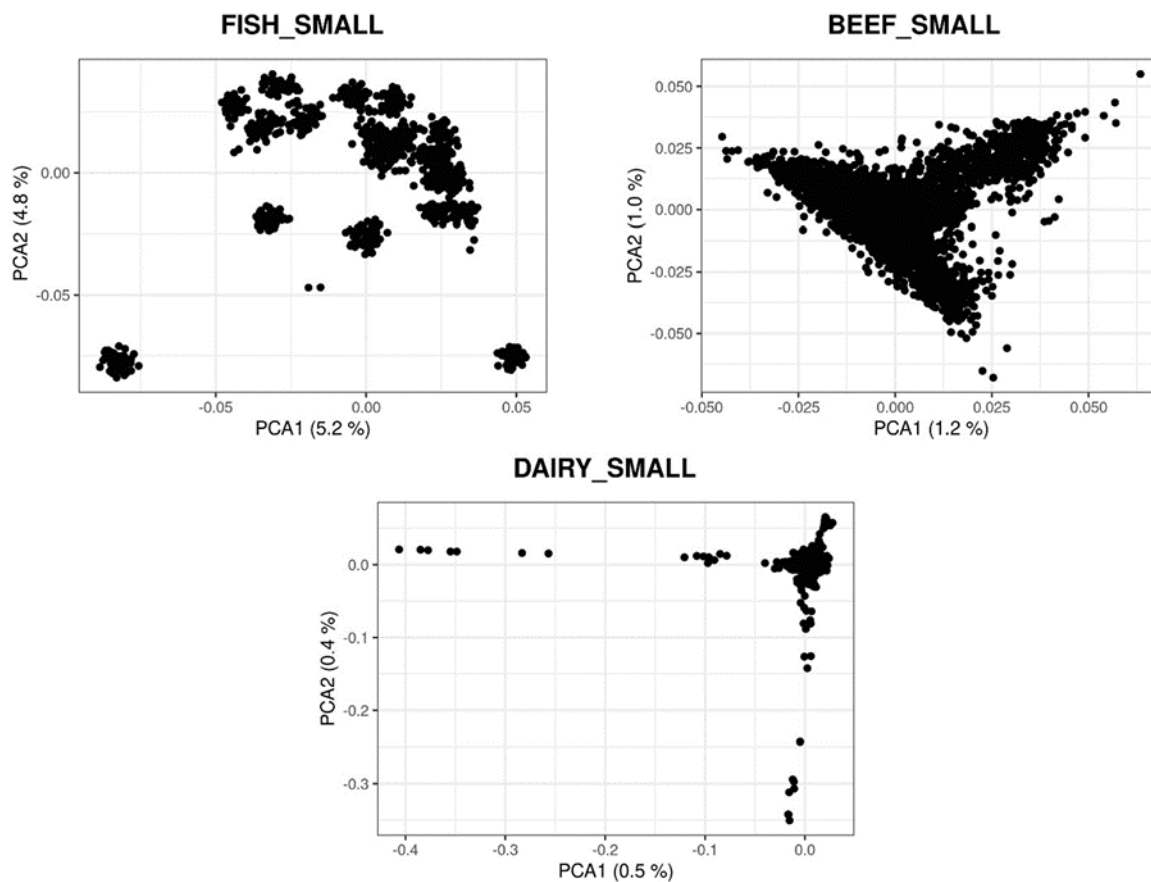 FISH_SMALL
0.00
-0.05
PCA2 (4.8 %)
-0.05
0.00
0.05
PCA1 (5.2 %)
BEEF_SMALL
0.050
0.025
0.000
-0.025
-0.050
PCA2 (1.0 %)
-0.050
-0.025
0.000
0.025
0.050
PCA1 (1.2 %)
DAIRY_SMALL
0.0
-0.1
-0.2
-0.3
PCA2 (0.4 %)
-0.4
-0.3
-0.2
-0.1
0.0
PCA1 (0.5 %)